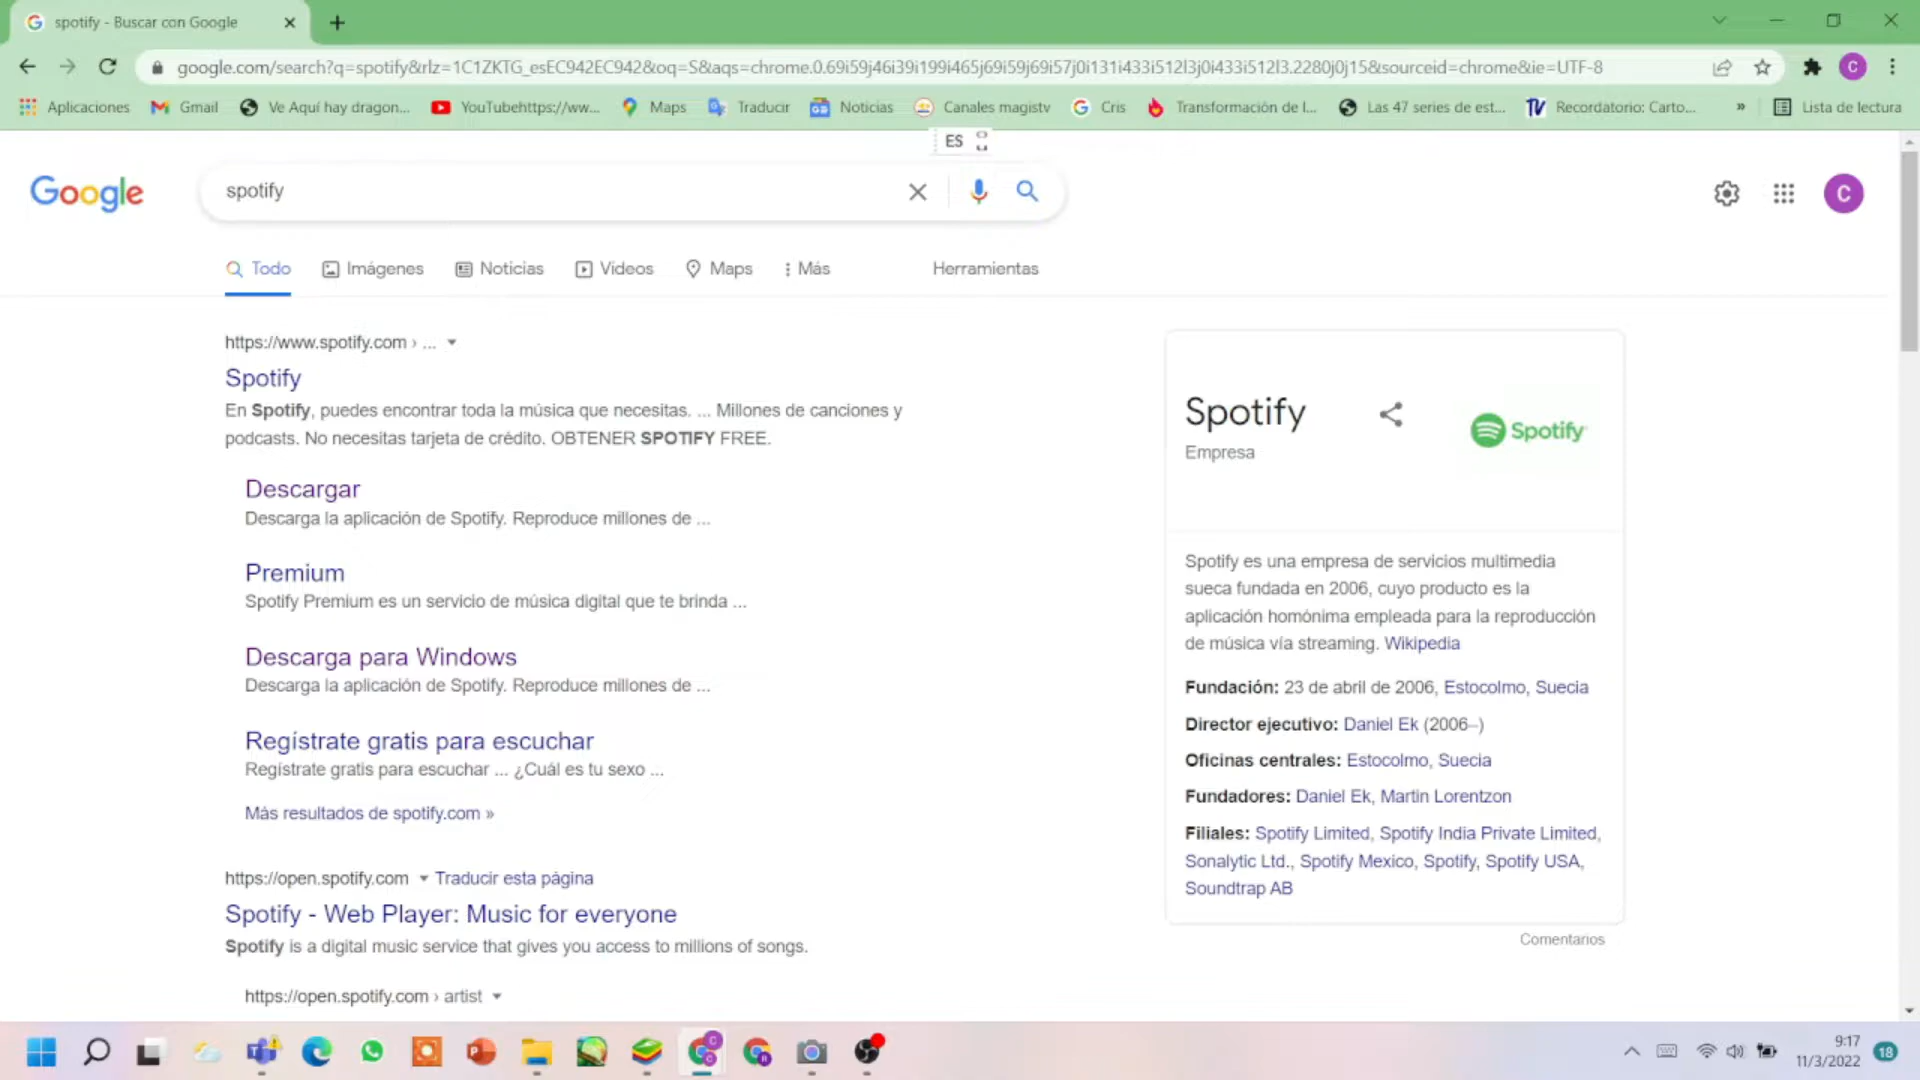 spotify - Buscar con Google
google.com/search?q=spotify&rlz=1C1ZKTG_esEC942EC942&oq=S&aqs=chrome.0.69i59j46i39i199i465j69i59j69i57j0i131i433i512l3j0i433i512l3.2280j0j15&sourceid=chrome&ie=UTF-8
C
Aplicaciones Gmail Ve Aquí hay dragon... YouTubehttps://ww... Maps Traducir Noticias Canales magistv Cris Transformación de l... Las 47 series de est... Recordatorio: Carto... » Lista de lectura
ES
Google
spotify
C
Todo Imágenes Noticias Videos Maps Más Herramientas
https://www.spotify.com › ...
Spotify
En Spotify, puedes encontrar toda la música que necesitas. ... Millones de canciones y
podcasts. No necesitas tarjeta de crédito. OBTENER SPOTIFY FREE.
Descargar
Descarga la aplicación de Spotify. Reproduce millones de ...
Premium
Spotify Premium es un servicio de música digital que te brinda ...
Descarga para Windows
Descarga la aplicación de Spotify. Reproduce millones de ...
Regístrate gratis para escuchar
Regístrate gratis para escuchar ... ¿Cuál es tu sexo ...
Más resultados de spotify.com »
https://open.spotify.com Traducir esta página
Spotify - Web Player: Music for everyone
Spotify is a digital music service that gives you access to millions of songs.
https://open.spotify.com › artist
Spotify
Empresa
Spotify
Spotify es una empresa de servicios multimedia
sueca fundada en 2006, cuyo producto es la
aplicación homónima empleada para la reproducción
de música vía streaming. Wikipedia
Fundación: 23 de abril de 2006, Estocolmo, Suecia
Director ejecutivo: Daniel Ek (2006–)
Oficinas centrales: Estocolmo, Suecia
Fundadores: Daniel Ek, Martin Lorentzon
Filiales: Spotify Limited, Spotify India Private Limited,
Sonalytic Ltd., Spotify Mexico, Spotify, Spotify USA,
Soundtrap AB
Comentarios
9:17
11/3/2022
18